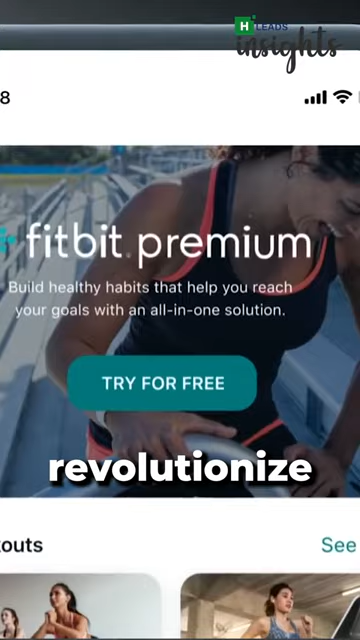 H LEADS
insights
8
fitbit premium
Build healthy habits that help you reach
your goals with an all-in-one solution.
TRY FOR FREE
revolutionize
outs
See